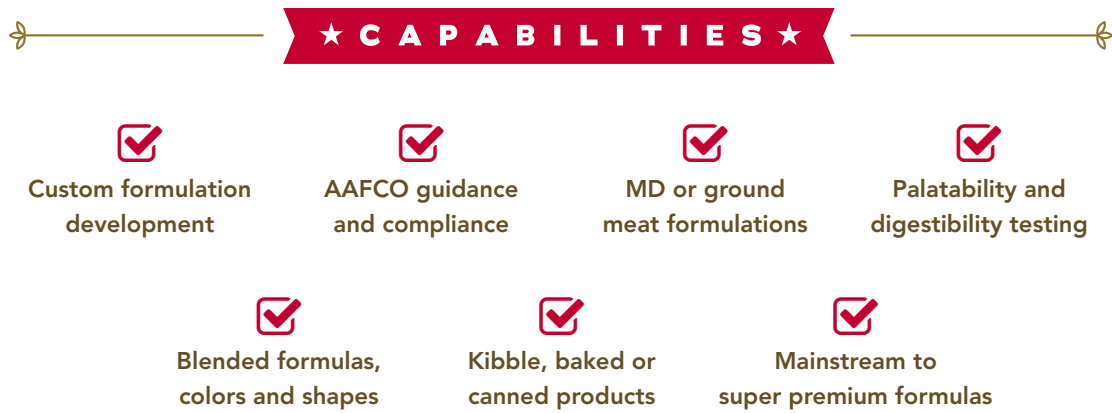 CAPABILITIES
Custom formulation
development
AAFCO guidance
and compliance
MD or ground
meat formulations
Palatability and
digestibility testing
Blended formulas,
colors and shapes
Kibble, baked or
canned products
Mainstream to
super premium formulas